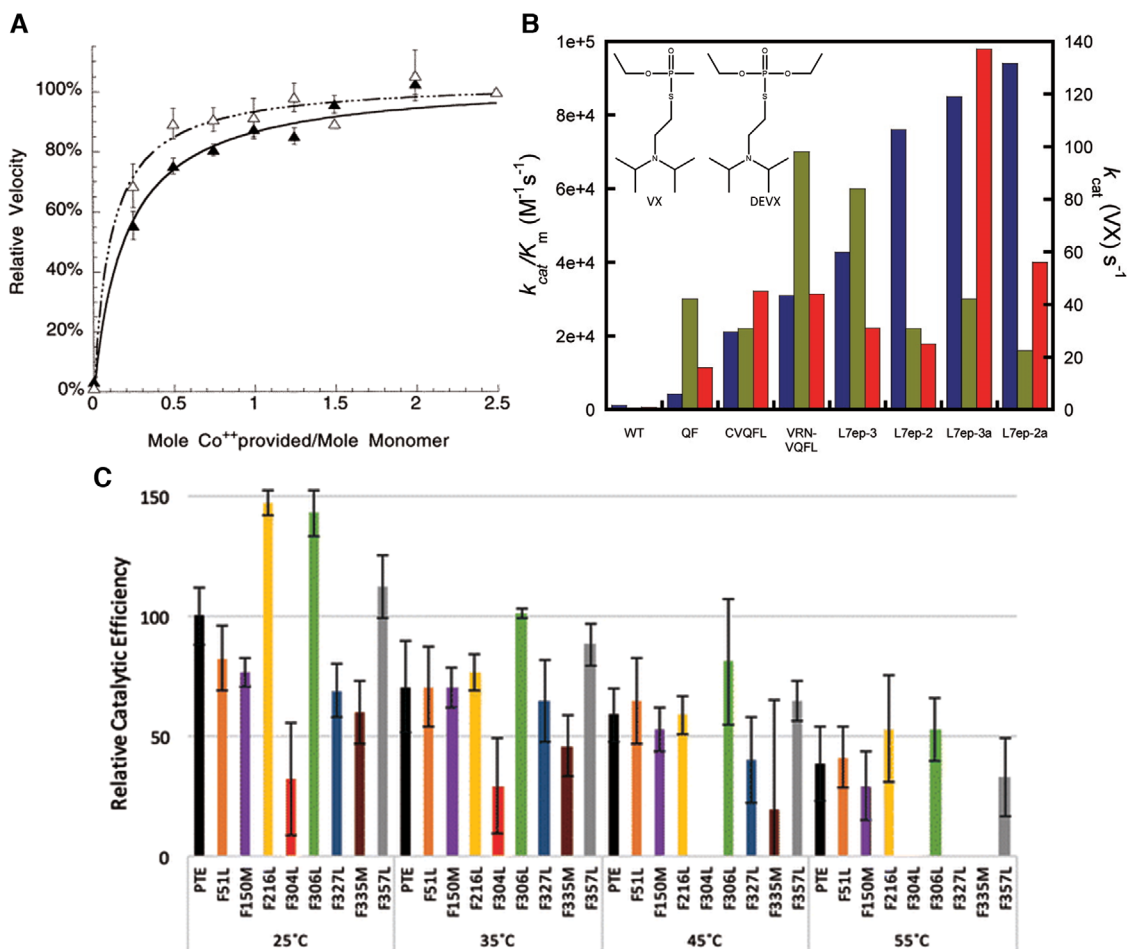 A
100%
80%
60%
40%
20%
0%
Relative Velocity
0 0.5 1 1.5 2 2.5
Mole Co++ provided/Mole Monomer
B
1e+5
8e+4
6e+4
4e+4
2e+4
0
kcat/Km (M-1s-1)
O
O P
S
N
VX
O
O P O
S
N
DEVX
140
120
100
80
60
40
20
0
kcat (VX) s-1
WT QF CVQFL VRN-VQFL L7ep-3 L7ep-2 L7ep-3a L7ep-2a
C
150
100
50
0
Relative Catalytic Efficiency
PTE F51L F150M F216L F304L F306L F327L F335M F357L
PTE F51L F150M F216L F304L F306L F327L F335M F357L
PTE F51L F150M F216L F304L F306L F327L F335M F357L
PTE F51L F150M F216L F304L F306L F327L F335M F357L
25°C 35°C 45°C 55°C